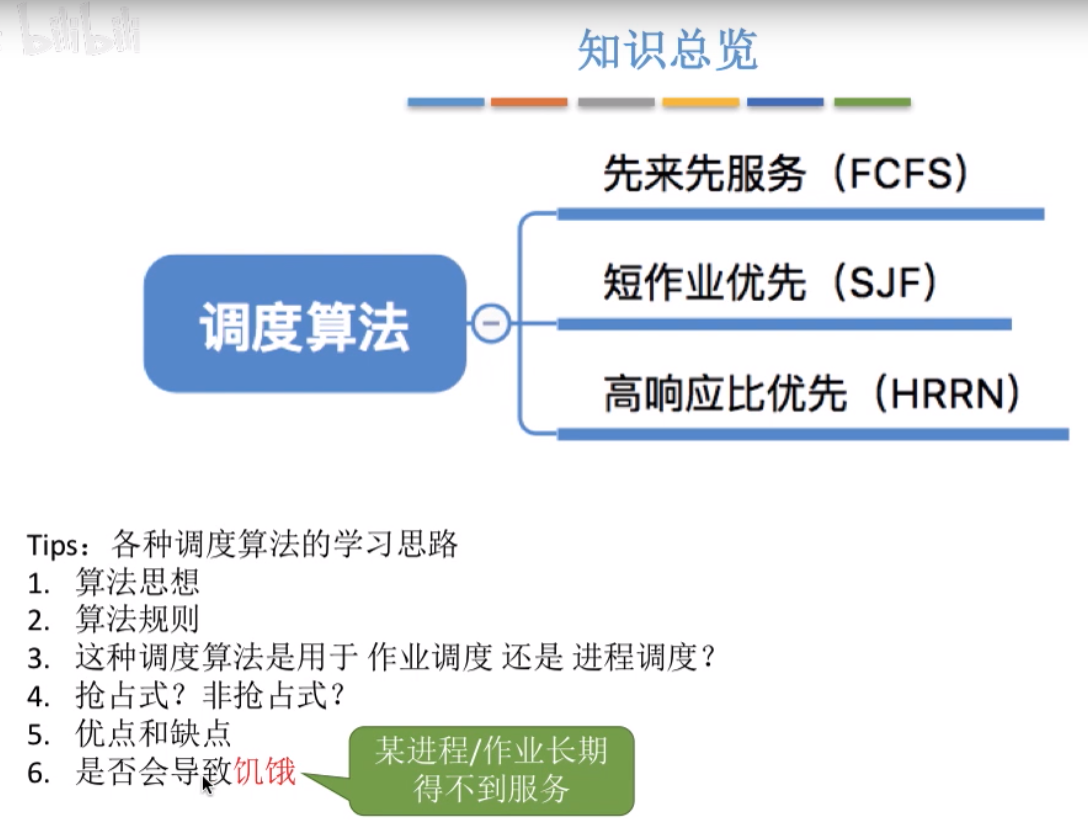 bilibili
知识总览
先来先服务（FCFS）
短作业优先（SJF）
调度算法
高响应比优先（HRRN）
Tips：各种调度算法的学习思路
1. 算法思想
2. 算法规则
3. 这种调度算法是用于 作业调度 还是 进程调度？
4. 抢占式？非抢占式？
5. 优点和缺点
6. 是否会导致饥饿
某进程/作业长期
得不到服务